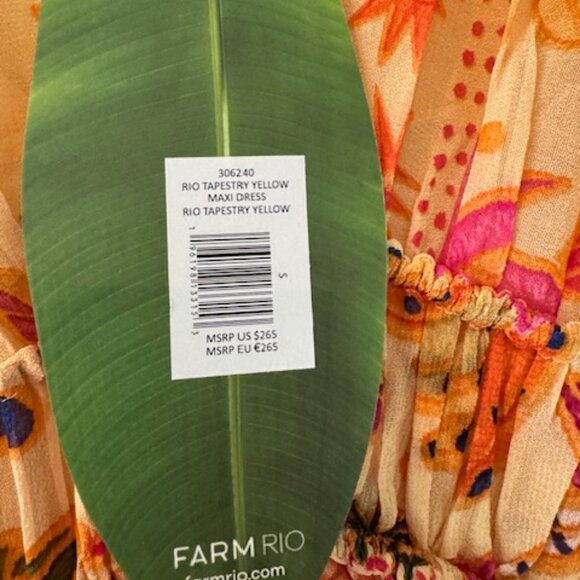 306240
RIO TAPESTRY YELLOW
MAXI DRESS
RIO TAPESTRY YELLOW
S
MSRP US $265
MSRP EU €265
FARM RIO
farmrio.com